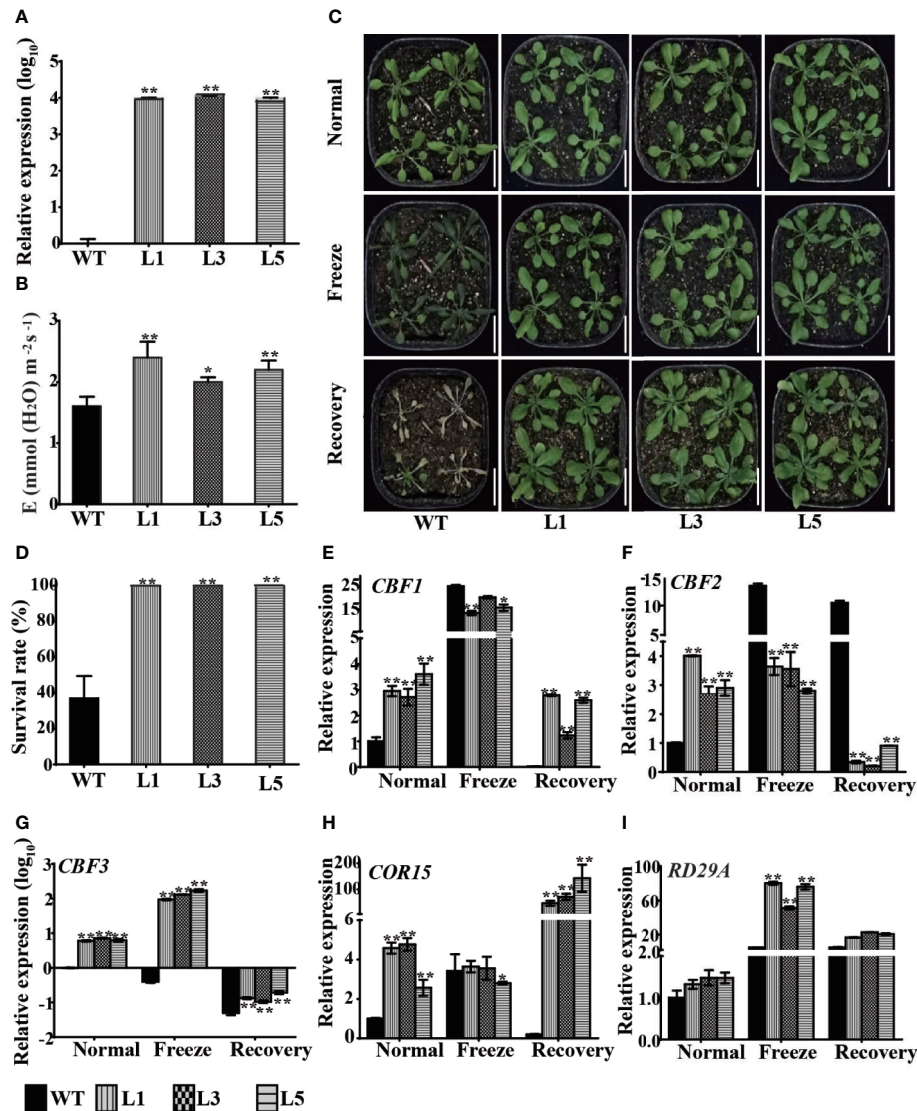 A
Relative expression (log10)
5
4
3
2
1
0
** ** **
WT L1 L3 L5
B
E (mmol (H2O) m-2s-1)
3
2
1
0
** * **
WT L1 L3 L5
C
Normal
Freeze
Recovery
WT L1 L3 L5
D
Survival rate (%)
100
80
60
40
20
0
** ** **
WT L1 L3 L5
E
CBF1
Relative expression
25
15
5
5
4
3
2
1
0
** ** **
** *
** ** **
Normal Freeze Recovery
F
CBF2
Relative expression
15
10
5
4
3
2
1
0
** ** **
** ** **
** ** **
Normal Freeze Recovery
G
CBF3
Relative expression (log10)
3
2
1
0
-1
-2
** ** **
** ** **
** ** **
Normal Freeze Recovery
H
COR15
Relative expression
200
100
6
4
2
0
** ** **
*
** ** **
Normal Freeze Recovery
I
RD29A
Relative expression
100
60
20
2.0
1.0
0
** ** **
Normal Freeze Recovery
WT L1 L3 L5